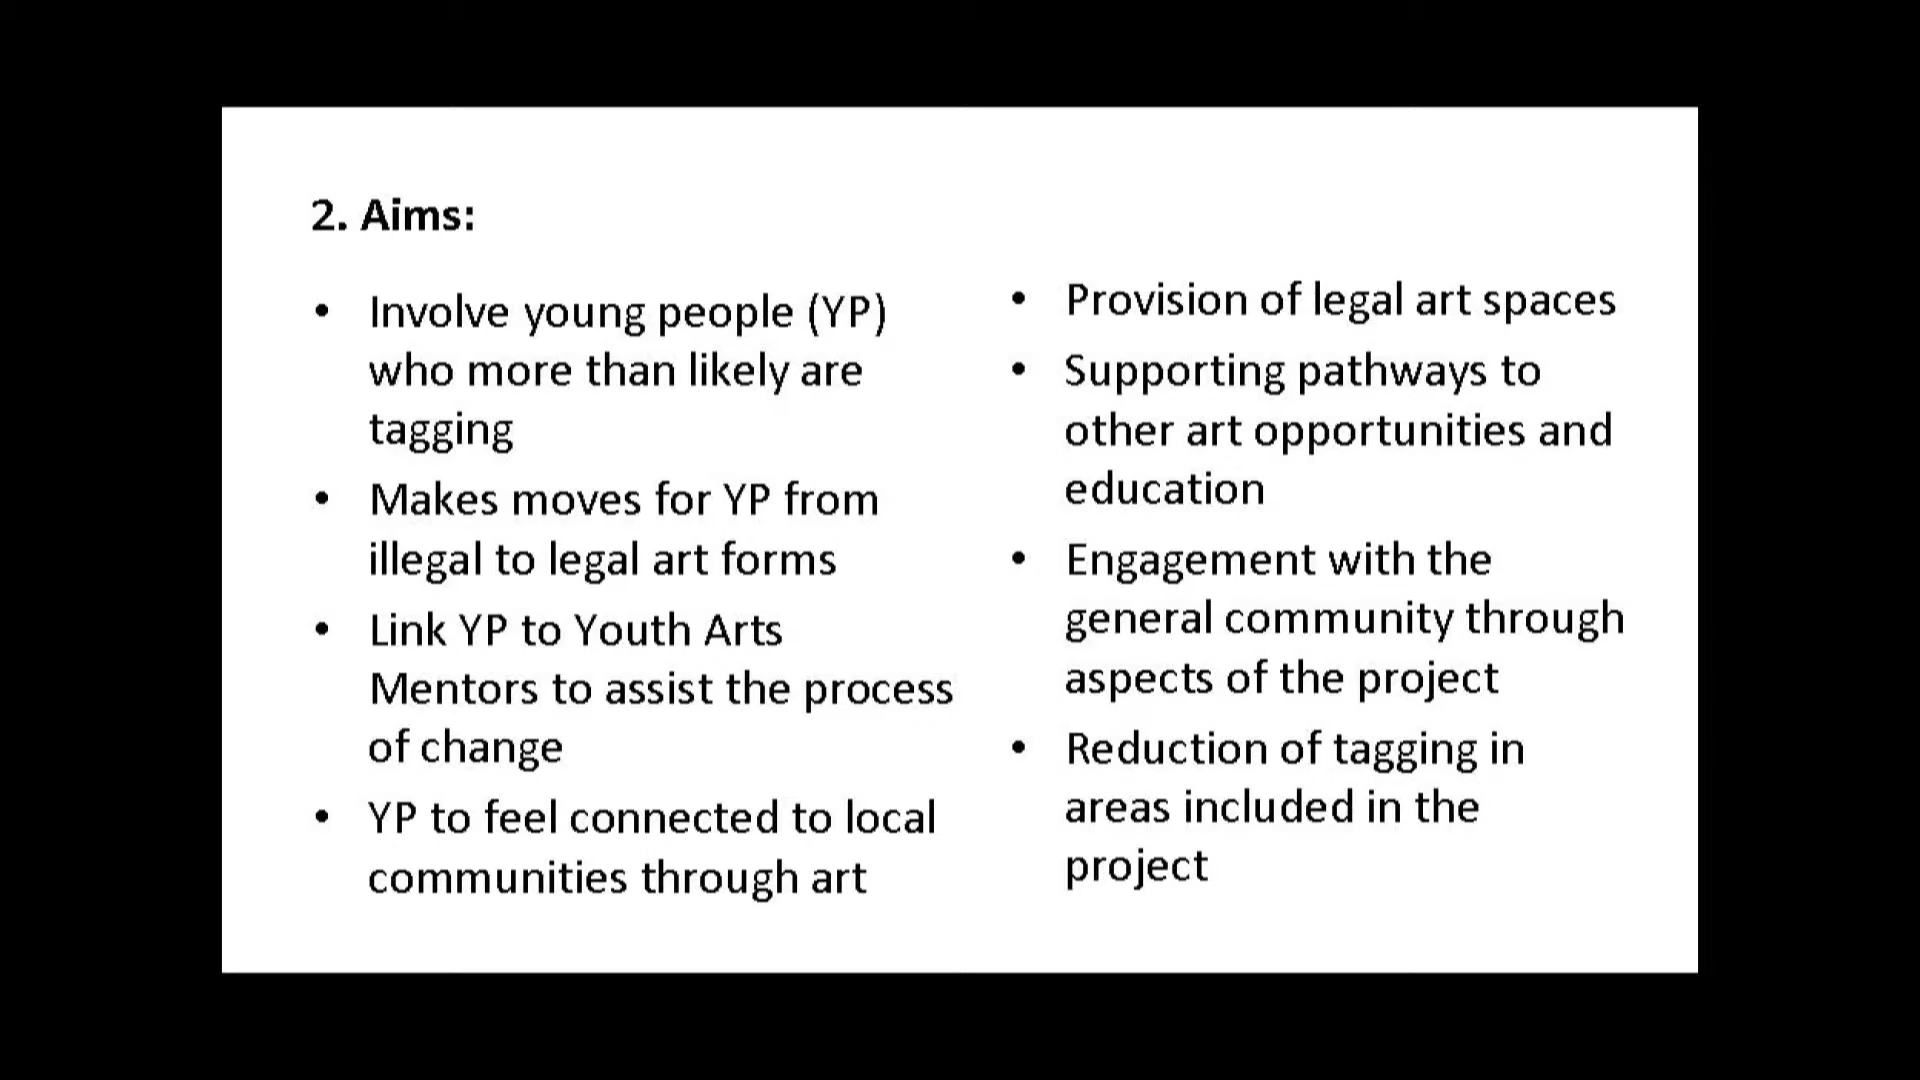 2. Aims:
• Involve young people (YP)
who more than likely are
tagging
• Makes moves for YP from
illegal to legal art forms
• Link YP to Youth Arts
Mentors to assist the process
of change
• YP to feel connected to local
communities through art
• Provision of legal art spaces
• Supporting pathways to
other art opportunities and
education
• Engagement with the
general community through
aspects of the project
• Reduction of tagging in
areas included in the
project